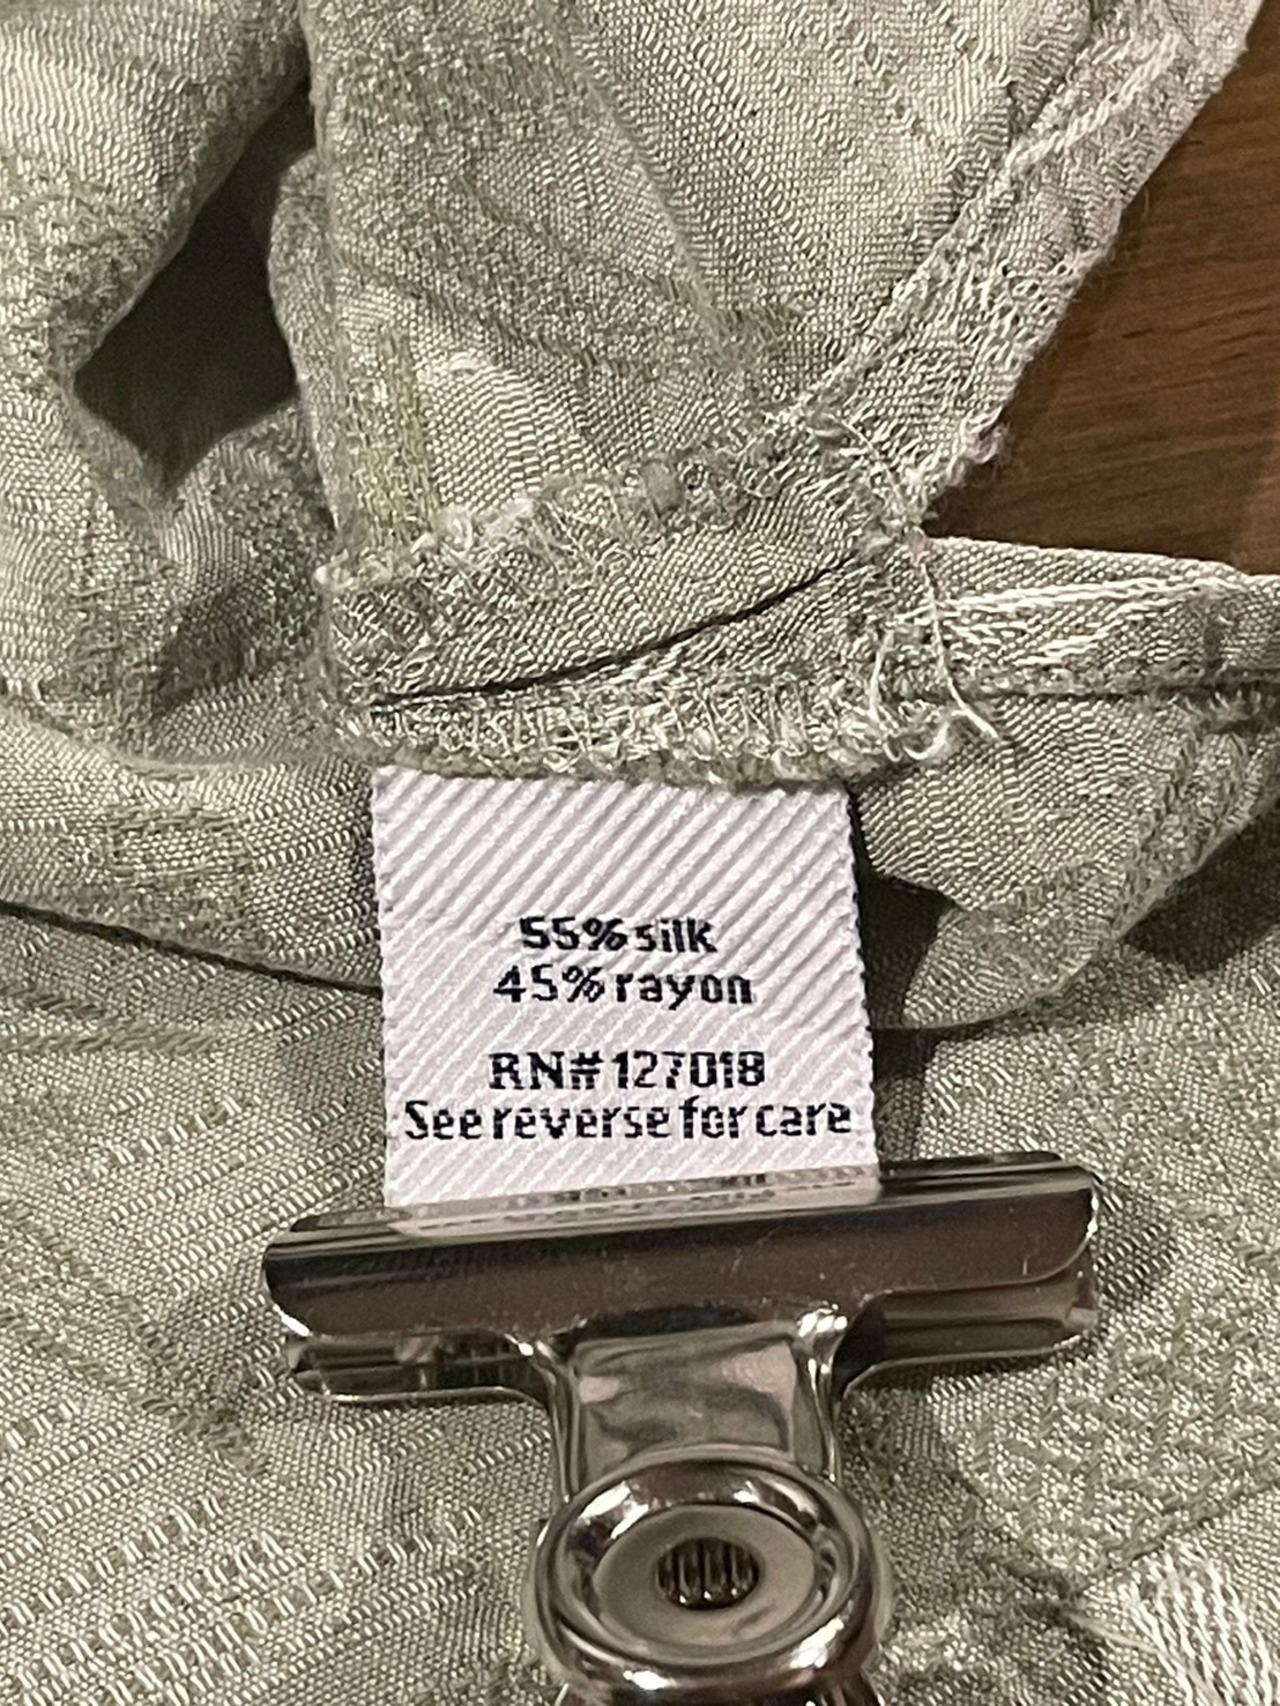 55% silk
45% rayon
RN# 127018
See reverse for care